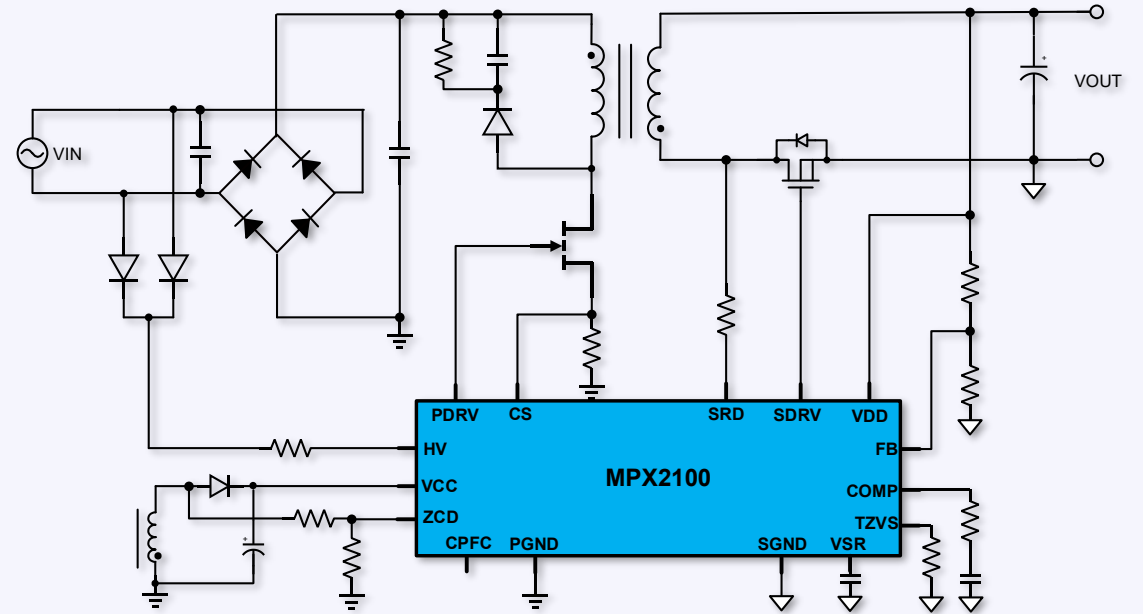 VOUT
VIN
PDRV CS SRD SDRV VDD
HV FB
MPX2100
VCC COMP
ZCD TZVS
CPFC PGND SGND VSR